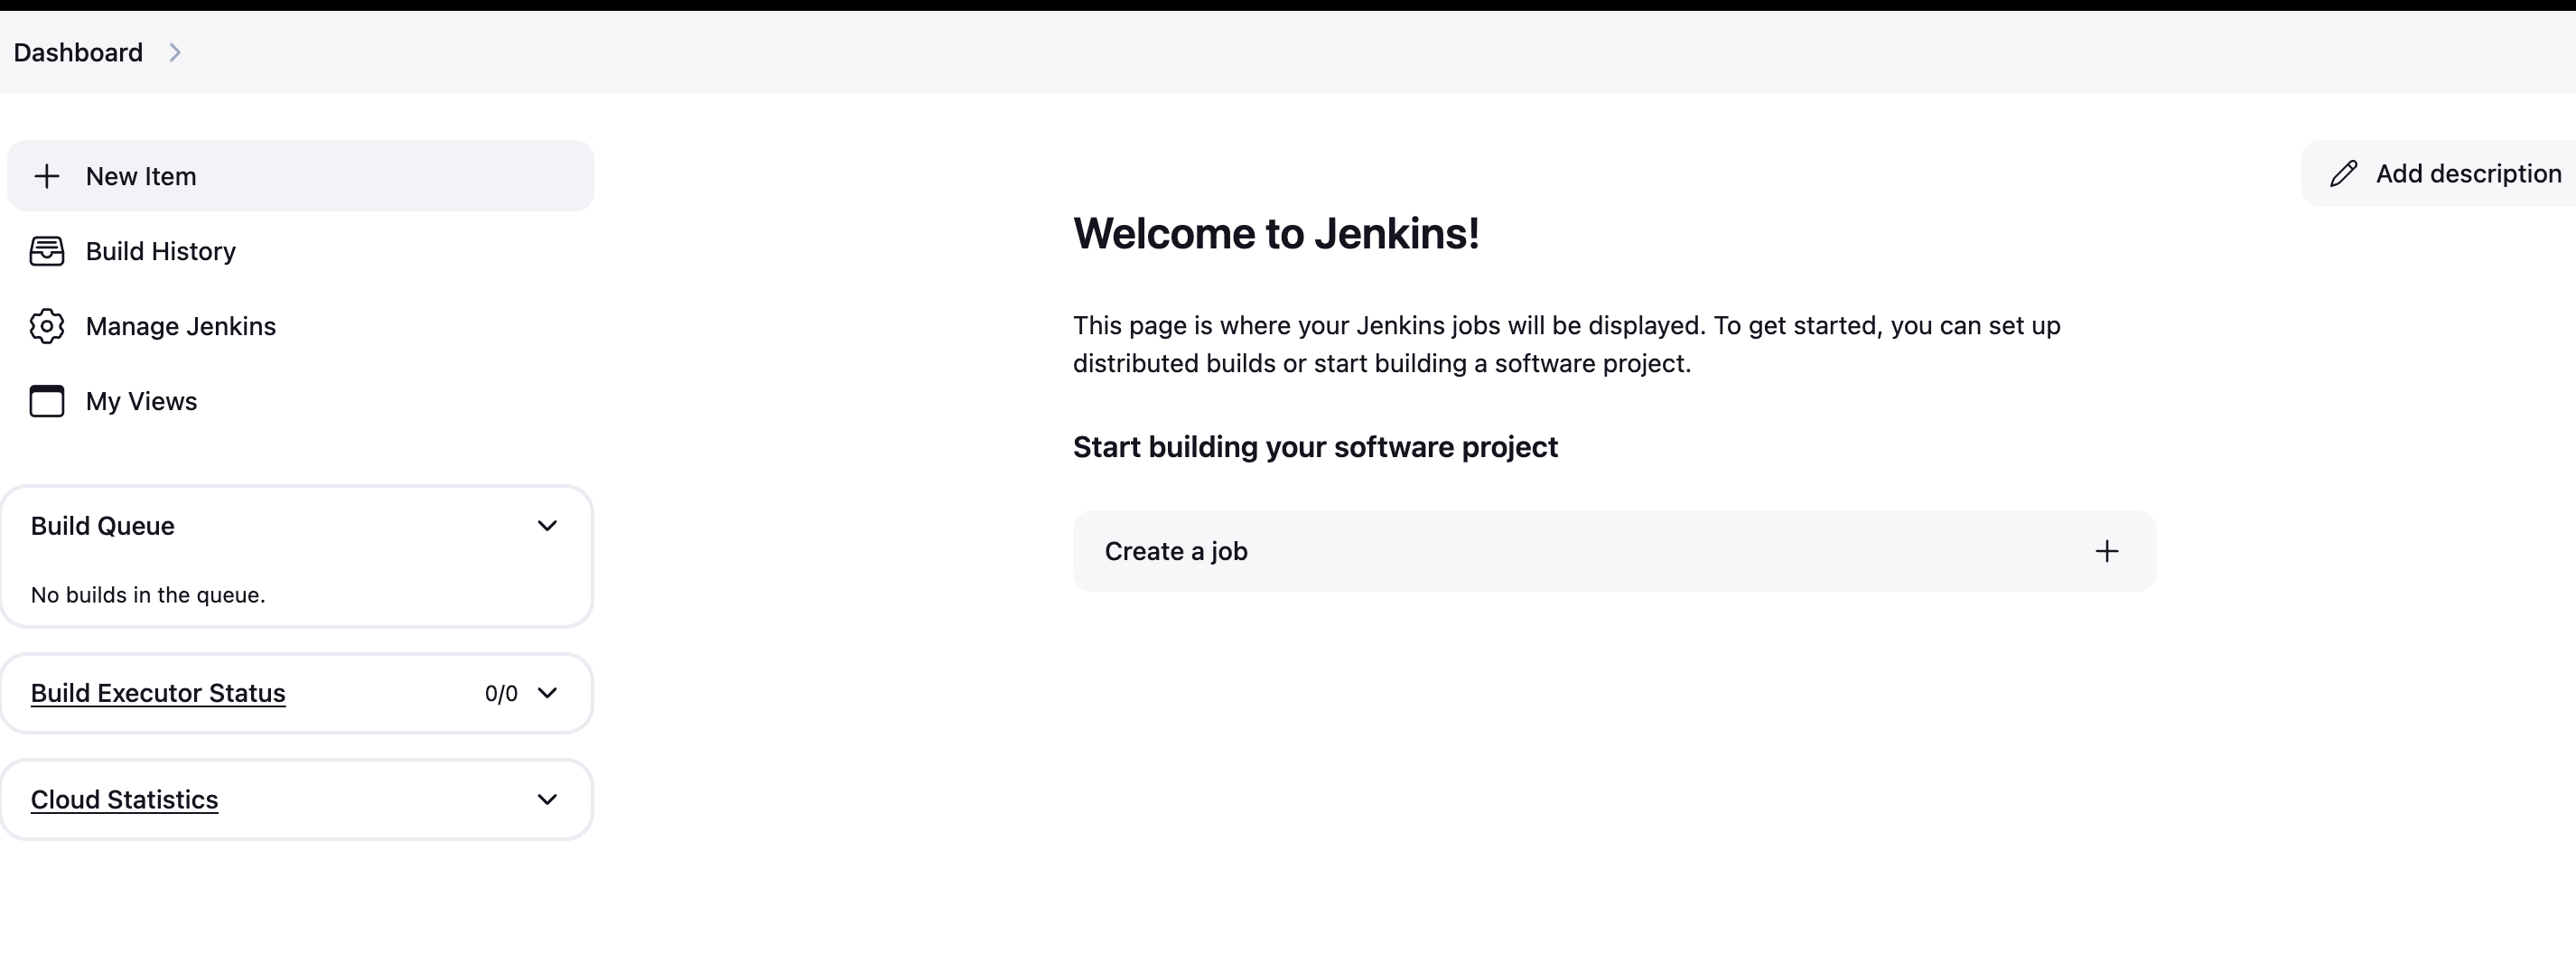 Dashboard
New Item
Build History
Manage Jenkins
My Views
Build Queue
No builds in the queue.
Build Executor Status 0/0
Cloud Statistics
Add description
Welcome to Jenkins!
This page is where your Jenkins jobs will be displayed. To get started, you can set up
distributed builds or start building a software project.
Start building your software project
Create a job